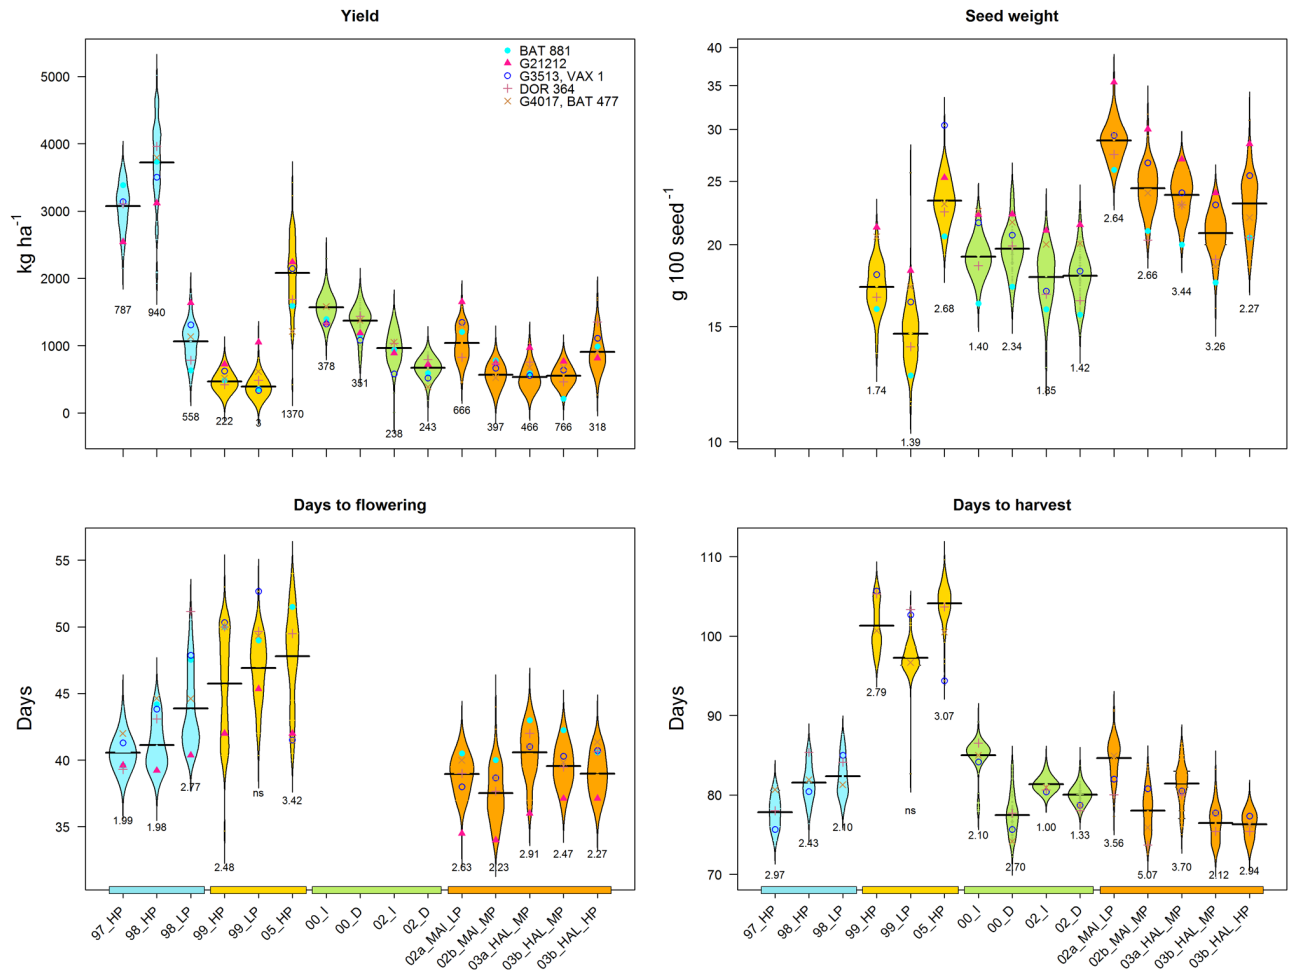 Yield
kg ha-1
5000
4000
3000
2000
1000
0
BAT 881
G21212
G3513, VAX 1
DOR 364
G4017, BAT 477
787
940
558
222
3
1370
378
351
238
243
666
397
466
766
318
Seed weight
g 100 seed-1
40
35
30
25
20
15
10
1.74
1.39
2.68
1.40
2.34
1.85
1.42
2.64
2.66
3.44
3.26
2.27
Days to flowering
Days
55
50
45
40
35
1.99
1.98
2.77
2.48
ns
3.42
2.63
2.23
2.91
2.47
2.27
97_HP
98_HP
98_LP
99_HP
99_LP
05_HP
00_I
00_D
02_I
02_D
02a_MAI_LP
02b_MAI_MP
03a_HAL_MP
03b_HAL_MP
03b_HAL_HP
Days to harvest
Days
110
100
90
80
70
2.97
2.43
2.10
2.79
ns
3.07
2.10
2.70
1.00
1.33
3.56
5.07
3.70
2.12
2.94
97_HP
98_HP
98_LP
99_HP
99_LP
05_HP
00_I
00_D
02_I
02_D
02a_MAI_LP
02b_MAI_MP
03a_HAL_MP
03b_HAL_MP
03b_HAL_HP